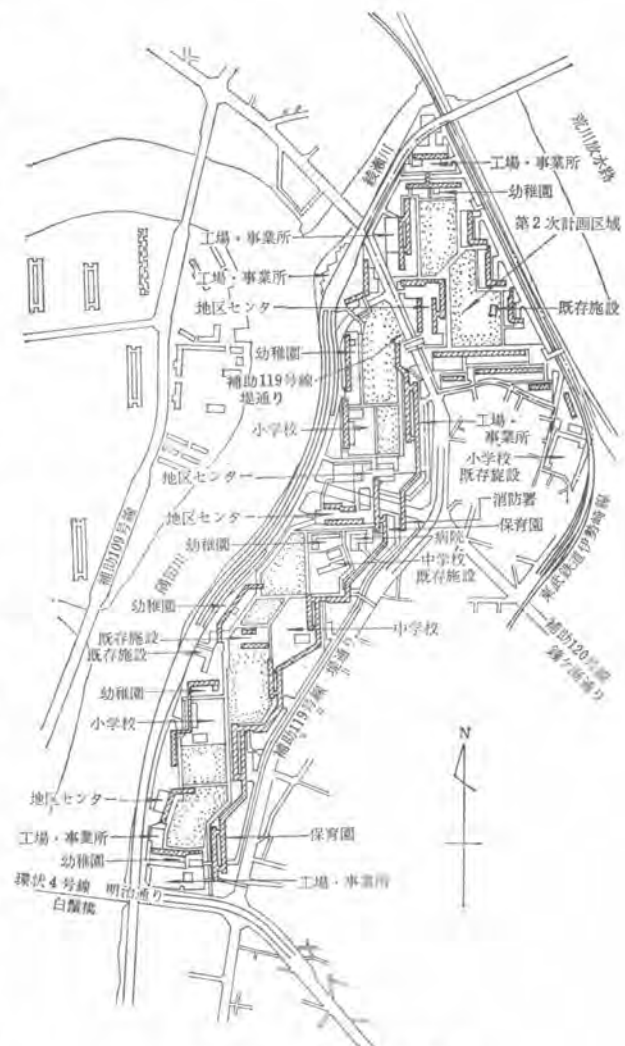 荒川放水路
綾瀬川
工場・事業所
幼稚園
第2次計画区域
工場・事業所
工場・事業所
地区センター
既存施設
幼稚園
補助119号線
堤通り
小学校
工場・
事業所
小学校
既存施設
地区センター
消防署
地区センター
保育園
幼稚園
病院
中学校
既存施設
東武鉄道伊勢崎線
補助109号線
隅田川
幼稚園
中学校
既存施設
既存施設
補助120号線
鐘ヶ淵通り
幼稚園
小学校
補助119号線 堤通り
N
地区センター
工場・事業所
保育園
幼稚園
工場・事業所
環状4号線 明治通り
白鬚橋